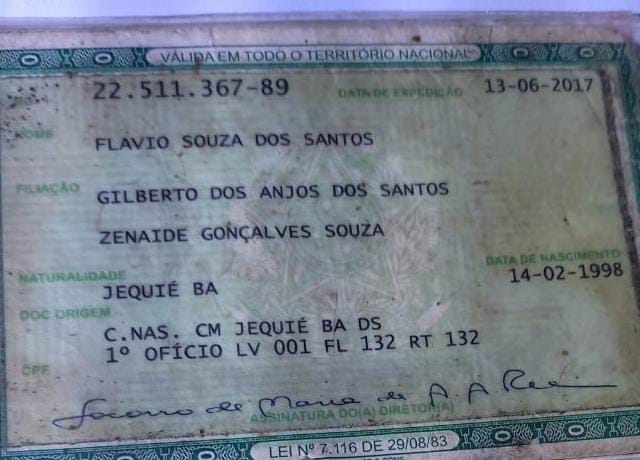 VÁLIDA EM TODO O TERRITÓRIO NACIONAL
22.511.367-89 DATA DE EXPEDIÇÃO 13-06-2017
NOME FLAVIO SOUZA DOS SANTOS
FILIAÇÃO GILBERTO DOS ANJOS DOS SANTOS
ZENAIDE GONÇALVES SOUZA
NATURALIDADE DATA DE NASCIMENTO
JEQUIÉ BA 14-02-1998
DOC ORIGEM
C.NAS. CM JEQUIÉ BA DS
1º OFÍCIO LV 001 FL 132 RT 132
CPF
ASSINATURA DO(A) DIRETOR(A)
LEI Nº 7.116 DE 29/08/83